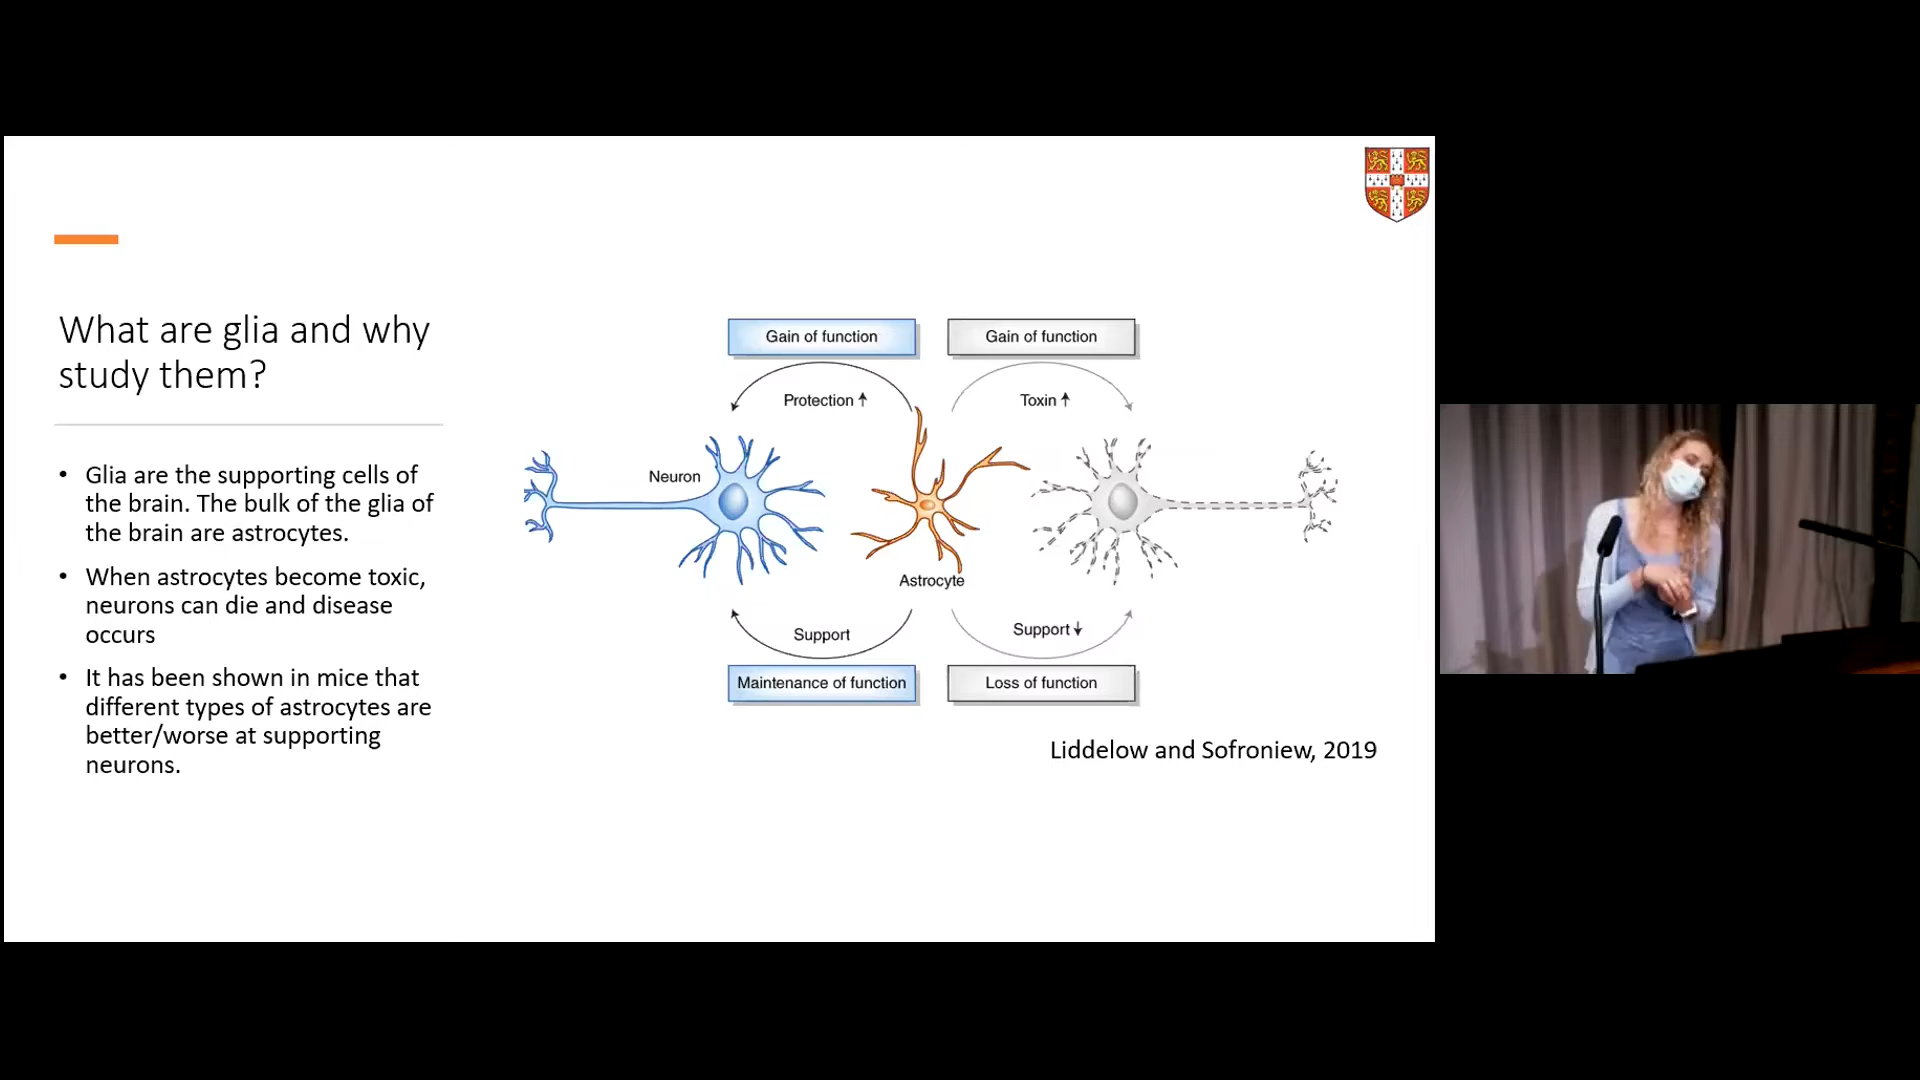 What are glia and why
study them?
• Glia are the supporting cells of
the brain. The bulk of the glia of
the brain are astrocytes.
• When astrocytes become toxic,
neurons can die and disease
occurs
• It has been shown in mice that
different types of astrocytes are
better/worse at supporting
neurons.
Gain of function
Gain of function
Protection ↑
Toxin ↑
Neuron
Astrocyte
Support
Support ↓
Maintenance of function
Loss of function
Liddelow and Sofroniew, 2019